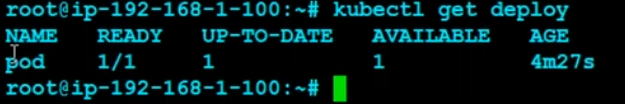 root@ip-192-168-1-100:~# kubectl get deploy
NAME READY UP-TO-DATE AVAILABLE AGE
pod 1/1 1 1 4m27s
root@ip-192-168-1-100:~#